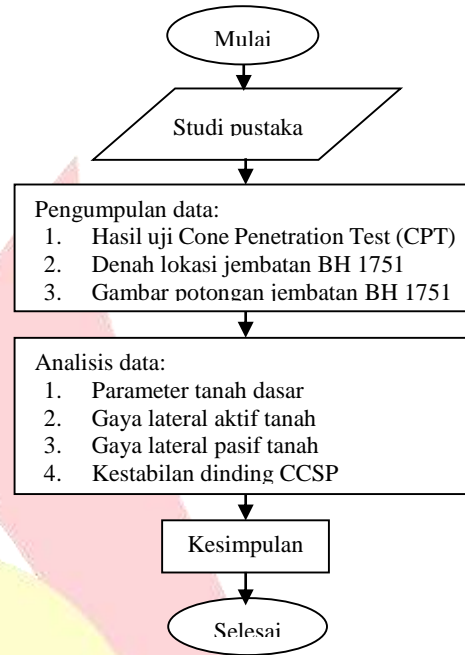 Mulai
Studi pustaka
Pengumpulan data:
1. Hasil uji Cone Penetration Test (CPT)
2. Denah lokasi jembatan BH 1751
3. Gambar potongan jembatan BH 1751
Analisis data:
1. Parameter tanah dasar
2. Gaya lateral aktif tanah
3. Gaya lateral pasif tanah
4. Kestabilan dinding CCSP
Kesimpulan
Selesai